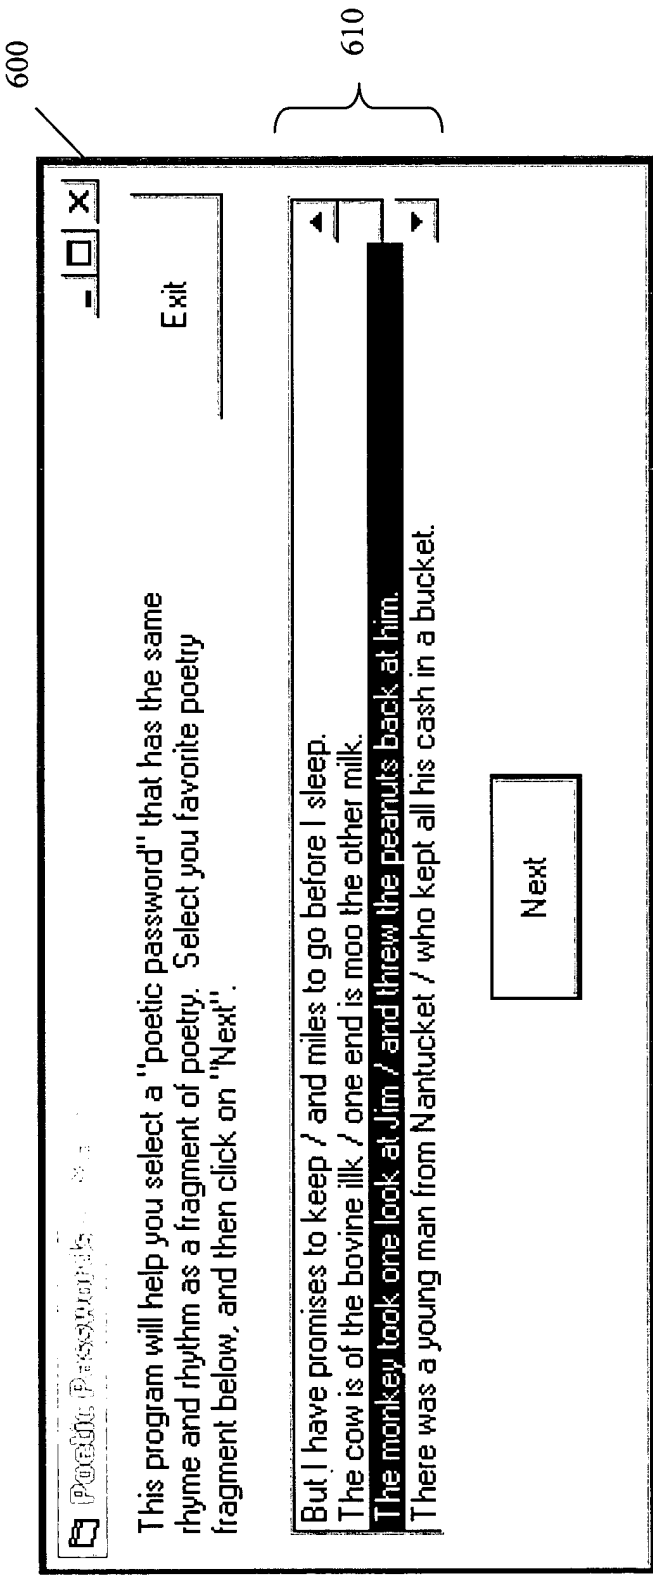 600
Poetic Passwords
This program will help you select a "poetic password" that has the same
rhyme and rhythm as a fragment of poetry. Select you favorite poetry
fragment below, and then click on "Next".
Exit
But I have promises to keep / and miles to go before I sleep.
The cow is of the bovine illk / one end is moo the other milk.
The monkey took one look at Jim / and threw the peanuts back at him.
There was a young man from Nantucket / who kept all his cash in a bucket.
610
Next